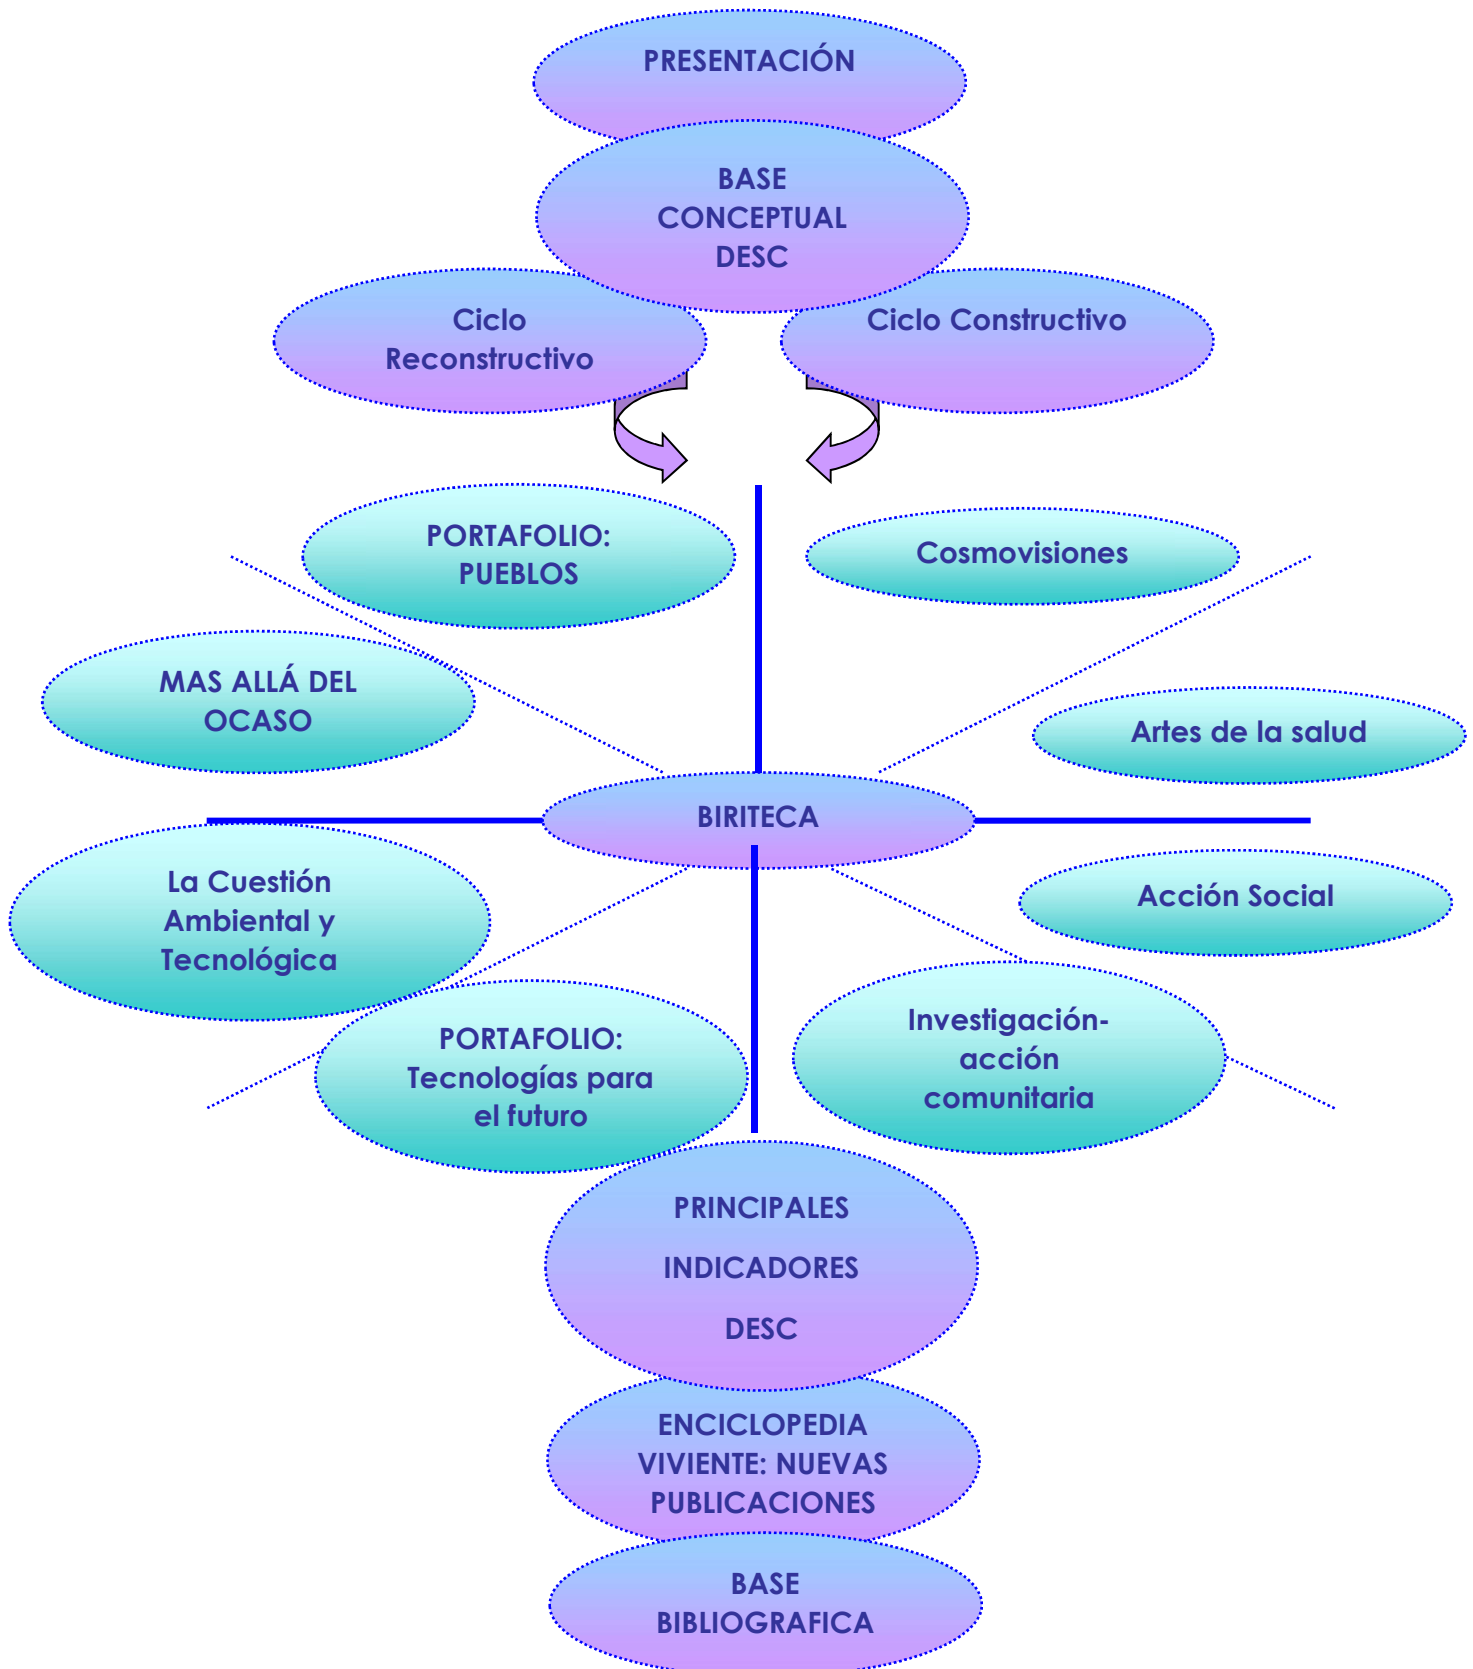 PRESENTACIÓN
BASE
CONCEPTUAL
DESC
Ciclo
Reconstructivo
Ciclo Constructivo
PORTAFOLIO:
PUEBLOS
Cosmovisiones
MAS ALLÁ DEL
OCASO
Artes de la salud
BIRITECA
La Cuestión
Ambiental y
Tecnológica
Acción Social
PORTAFOLIO:
Tecnologías para
el futuro
Investigación-
acción
comunitaria
PRINCIPALES
INDICADORES
DESC
ENCICLOPEDIA
VIVIENTE: NUEVAS
PUBLICACIONES
BASE
BIBLIOGRAFICA